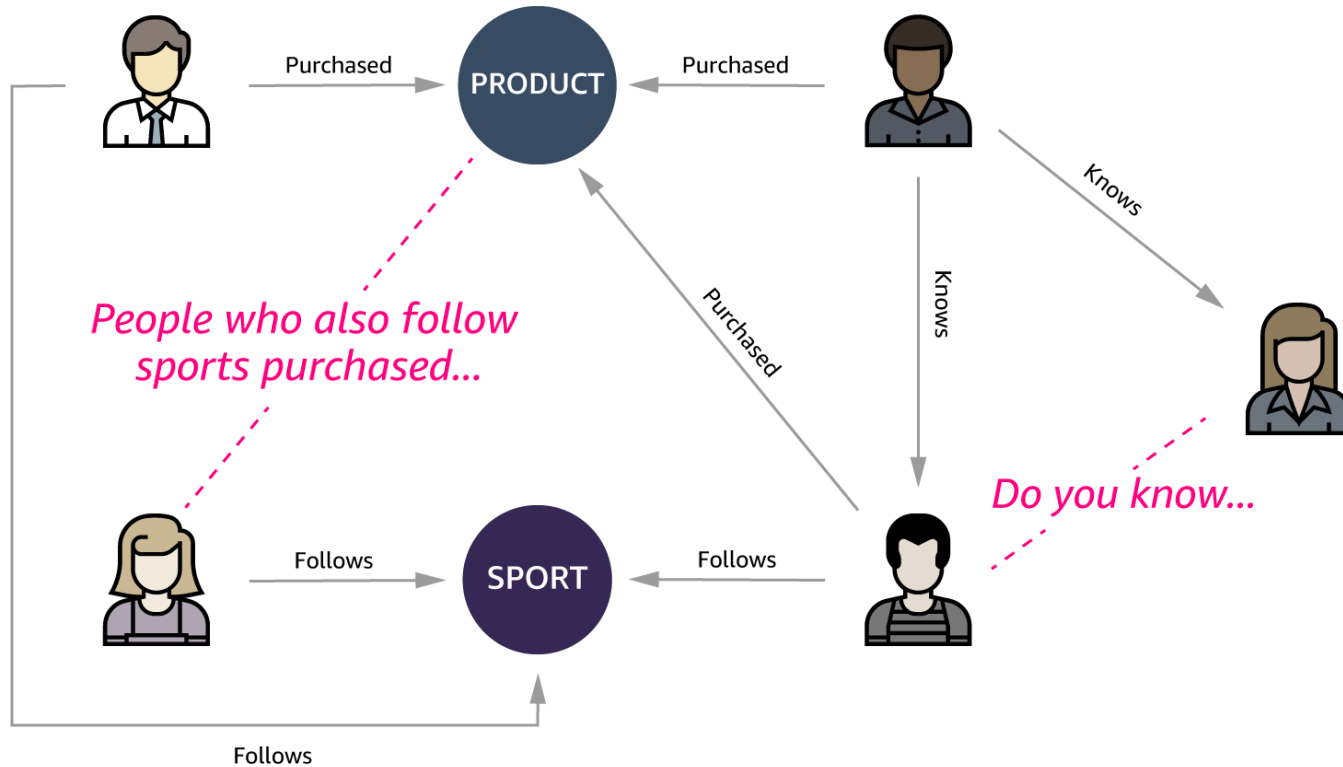 Purchased
PRODUCT
Purchased
Knows
Knows
People who also follow
sports purchased...
Purchased
Do you know...
Follows
SPORT
Follows
Follows